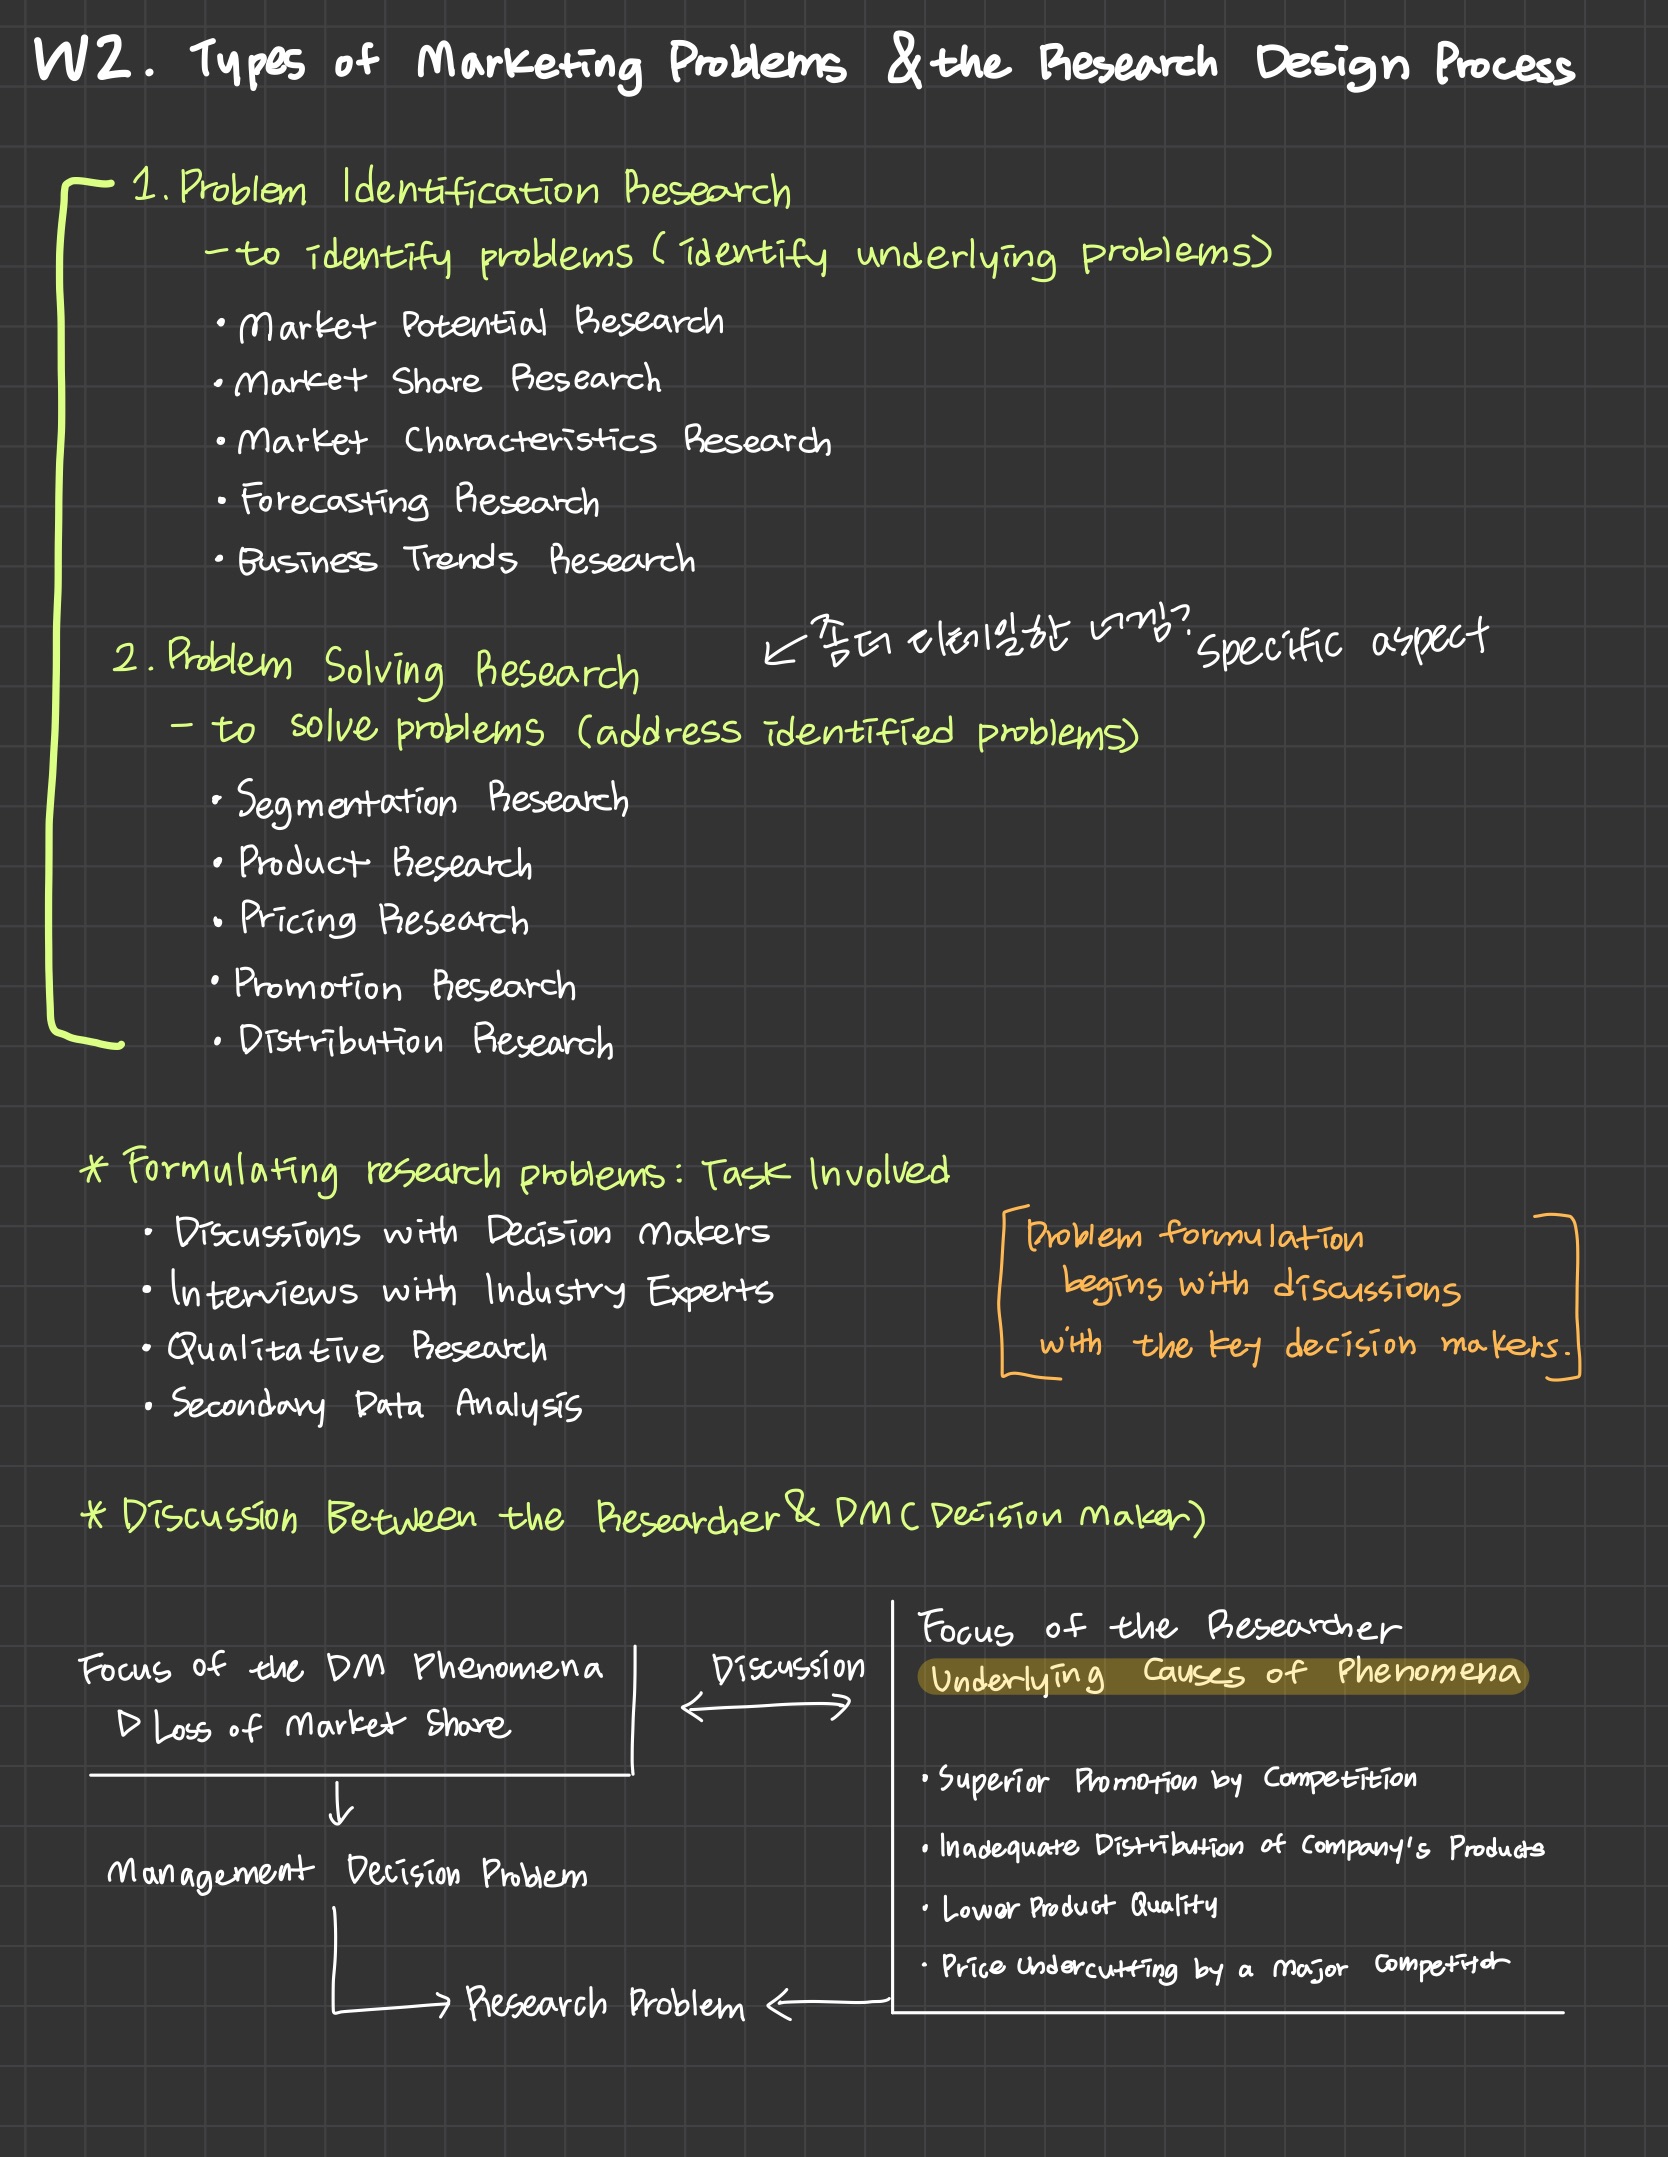 W2. Types of Marketing Problems & the Research Design Process
1. Problem Identification Research
- to identify problems (identify underlying problems)
· Market Potential Research
· Market Share Research
· Market Characteristics Research
· Forecasting Research
· Business Trends Research
좀더 디테일한 너낌? specific aspect
2. Problem Solving Research
- to solve problems (address identified problems)
· Segmentation Research
· Product Research
· Pricing Research
· Promotion Research
· Distribution Research
* Formulating research problems: Task Involved
· Discussions with Decision Makers
· Interviews with Industry Experts
· Qualitative Research
· Secondary Data Analysis
Problem formulation
begins with discussions
with the key decision makers.
* Discussion Between the Researcher & DM (Decision Maker)
Focus of the DM Phenomena
▷ Loss of Market Share
Discussion
Focus of the Researcher
Underlying Causes of Phenomena
· Superior Promotion by Competition
· Inadequate Distribution of Company's Products
· Lower Product Quality
· Price Undercutting by a Major Competitor
Management Decision Problem
Research Problem